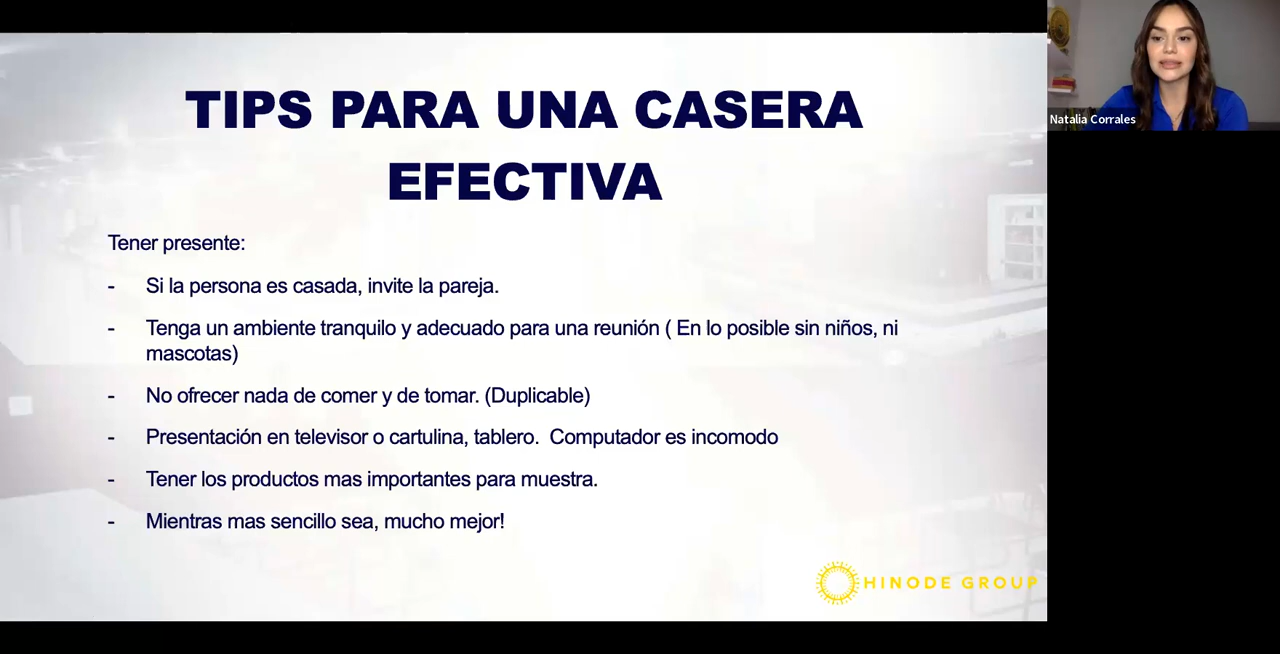 TIPS PARA UNA CASERA
EFECTIVA
Tener presente:
- Si la persona es casada, invite la pareja.
- Tenga un ambiente tranquilo y adecuado para una reunión ( En lo posible sin niños, ni
mascotas)
- No ofrecer nada de comer y de tomar. (Duplicable)
- Presentación en televisor o cartulina, tablero. Computador es incomodo
- Tener los productos mas importantes para muestra.
- Mientras mas sencillo sea, mucho mejor!
HINODE GROUP
Natalia Corrales